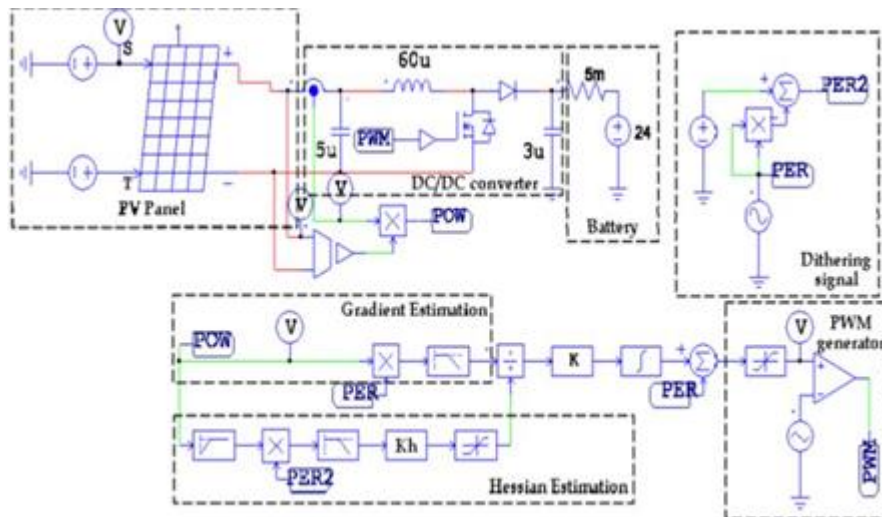 V
S
+
60u
5m
+
PER2
PWM
5u
3u
24
PER
T
−
V
DC/DC converter
PV Panel
V
POW
Battery
Dithering
signal
Gradient Estimation
POW
V
V
PWM
generator
K
PER
PER
Kh
PER2
Hessian Estimation
PWM